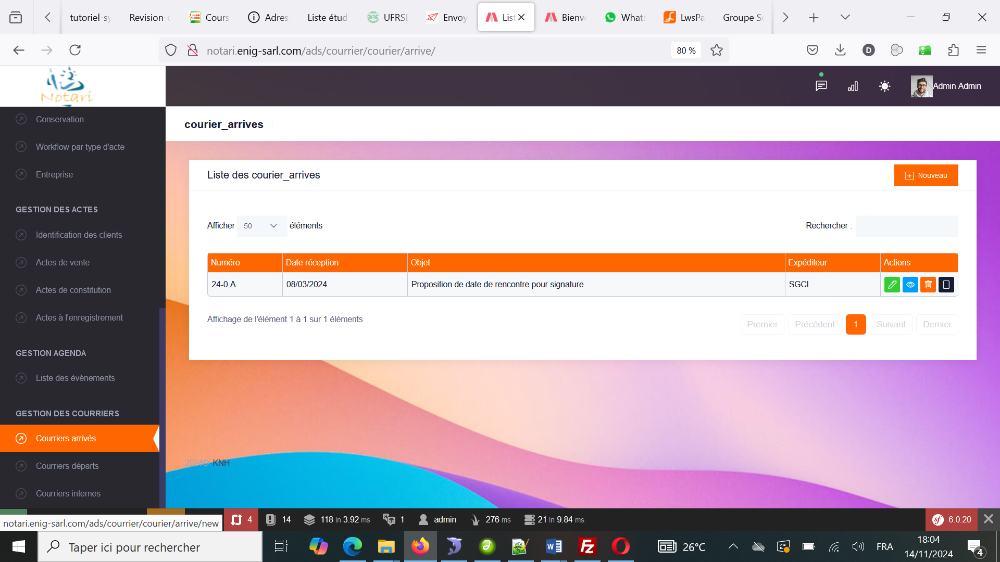 tutoriel-sy
Revision-c
Cours
Adres
Liste étud
UFRSE
Envoy
List
Bienve
Whats
LwsPa
Groupe So
notari.enig-sarl.com/ads/courrier/courier/arrive/
80 %
D
Notari
Admin Admin
Conservation
Workflow par type d'acte
Entreprise
GESTION DES ACTES
Identification des clients
Actes de vente
Actes de constitution
Actes à l'enregistrement
GESTION AGENDA
Liste des évènements
GESTION DES COURRIERS
Courriers arrivés
Courriers départs
Courriers internes
courier_arrives
Liste des courier_arrives
Nouveau
Afficher 50 éléments
Rechercher :
Numéro Date réception Objet Expéditeur Actions
24-0 A 08/03/2024 Proposition de date de rencontre pour signature SGCI
Affichage de l'élément 1 à 1 sur 1 éléments
Premier Précédent 1 Suivant Dernier
2024© KNH
notari.enig-sarl.com/ads/courrier/courier/arrive/new
4 14 118 in 3.92 ms 1 admin 276 ms 21 in 9.84 ms 6.0.20
Taper ici pour rechercher
26°C
FRA
18:04
14/11/2024
4